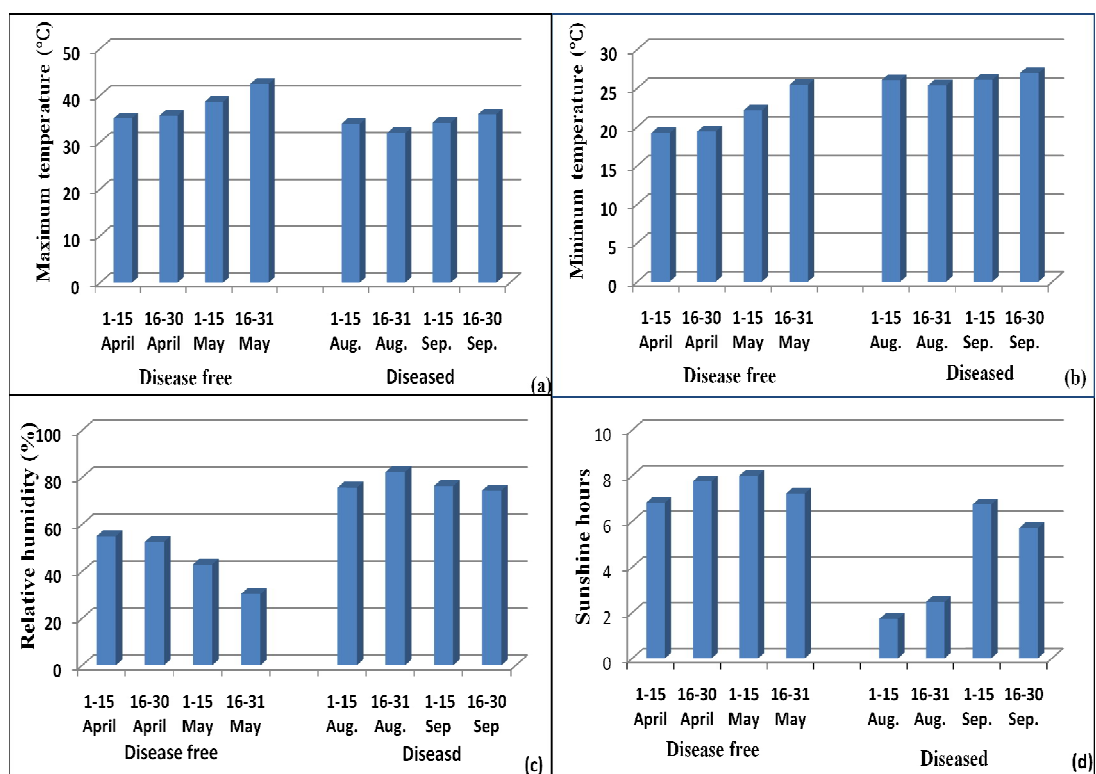 Maximum temperature (°C)
50
40
30
20
10
0
1-15 16-30 1-15 16-31 1-15 16-31 1-15 16-30
April April May May Aug. Aug. Sep. Sep.
Disease free Diseased
(a)
Minimum temperature (°C)
30
25
20
15
10
5
0
1-15 16-30 1-15 16-31 1-15 16-31 1-15 16-30
April April May May Aug. Aug. Sep. Sep.
Disease free Diseased
(b)
Relative humidity (%)
100
80
60
40
20
0
1-15 16-30 1-15 16-31 1-15 16-31 1-15 16-30
April April May May Aug. Aug. Sep Sep
Disease free Diseasd
(c)
Sunshine hours
10
8
6
4
2
0
1-15 16-30 1-15 16-31 1-15 16-31 1-15 16-30
April April May May Aug. Aug. Sep. Sep.
Disease free Diseased
(d)